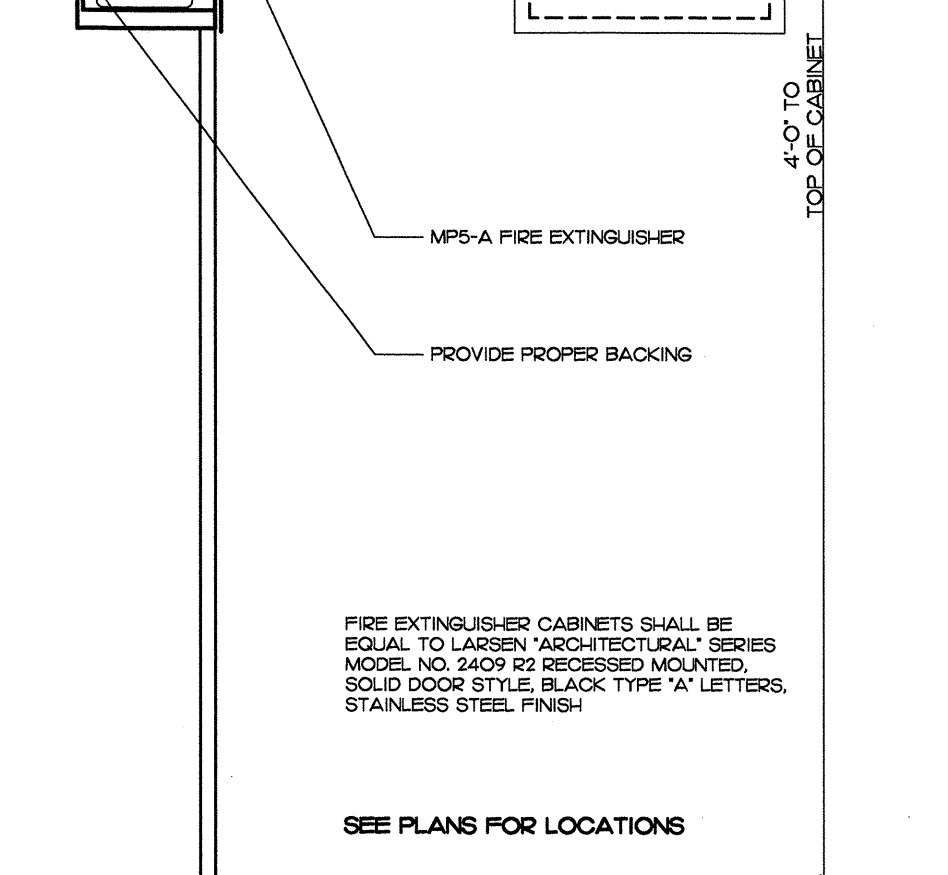 4'-0" TO
TOP OF CABINET
MP5-A FIRE EXTINGUISHER
PROVIDE PROPER BACKING
FIRE EXTINGUISHER CABINETS SHALL BE
EQUAL TO LARSEN "ARCHITECTURAL" SERIES
MODEL NO. 2409 R2 RECESSED MOUNTED,
SOLID DOOR STYLE, BLACK TYPE "A" LETTERS,
STAINLESS STEEL FINISH
SEE PLANS FOR LOCATIONS